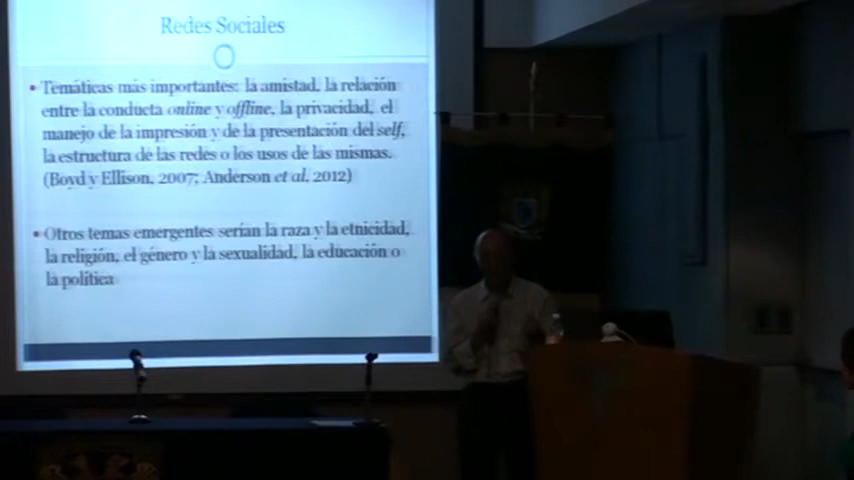 Redes Sociales
• Temáticas más importantes: la amistad, la relación
entre la conducta online y offline, la privacidad, el
manejo de la impresión y de la presentación del self,
la estructura de las redes o los usos de las mismas.
(Boyd y Ellison, 2007; Anderson et al, 2012)
• Otros temas emergentes serían la raza y la etnicidad,
la religión, el género y la sexualidad, la educación o
la política